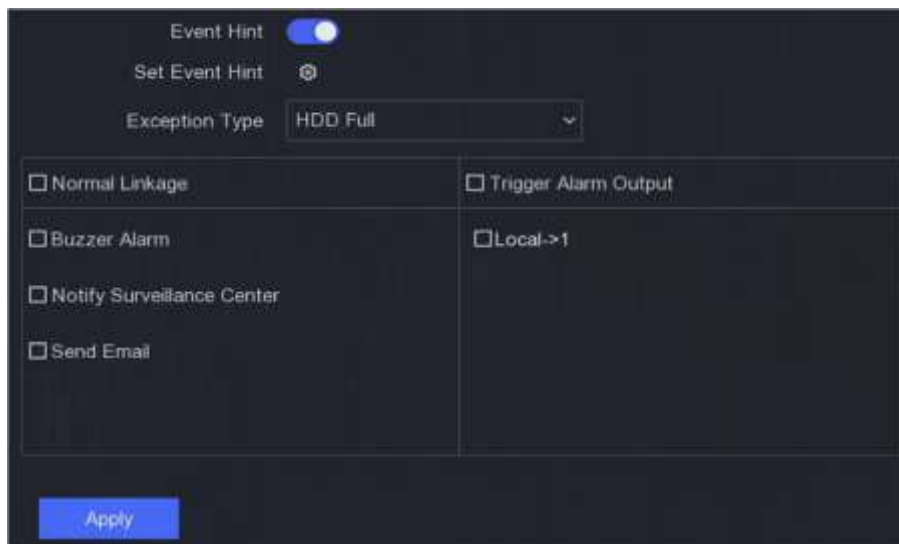 Event Hint
Set Event Hint
Exception Type HDD Full
Normal Linkage Trigger Alarm Output
Buzzer Alarm Local->1
Notify Surveillance Center
Send Email
Apply